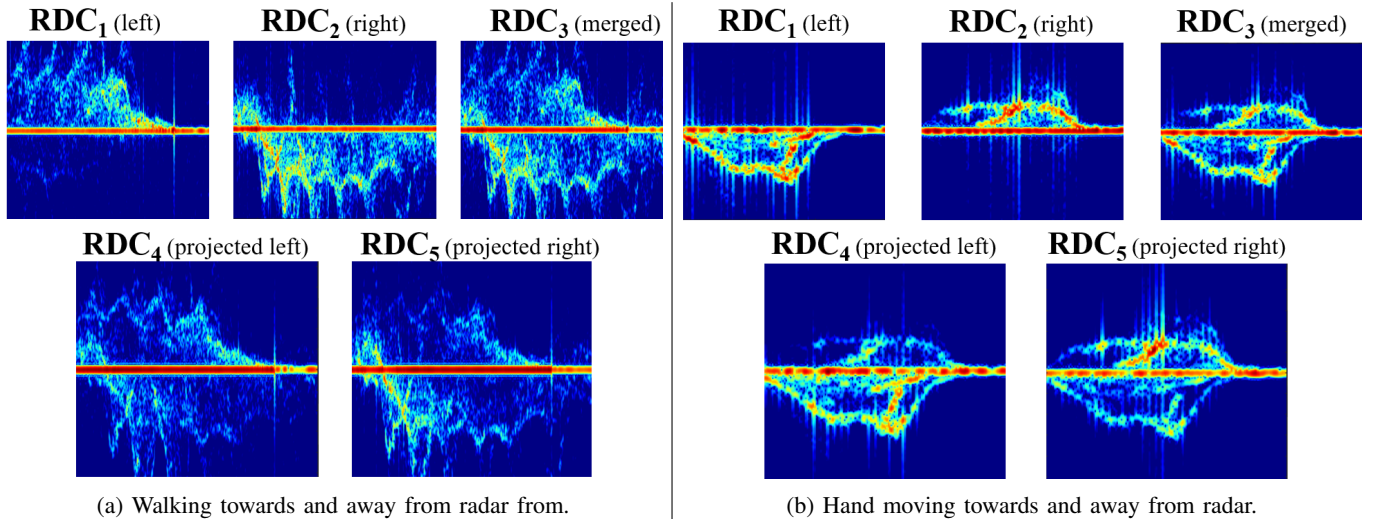 RDC₁ (left) RDC₂ (right) RDC₃ (merged) RDC₁ (left) RDC₂ (right) RDC₃ (merged)
RDC₄ (projected left) RDC₅ (projected right) RDC₄ (projected left) RDC₅ (projected right)
(a) Walking towards and away from radar from. (b) Hand moving towards and away from radar.